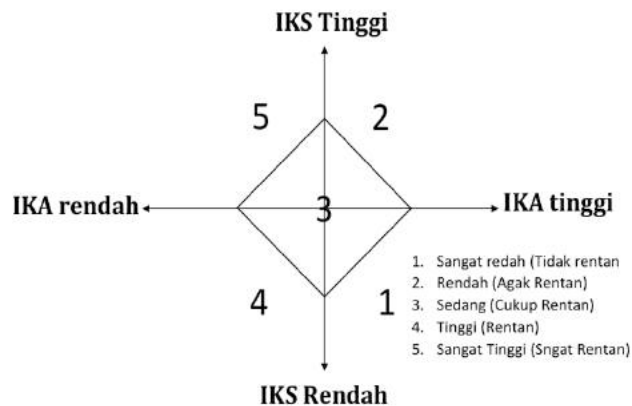 IKS Tinggi
5
2
IKA rendah
3
IKA tinggi
4
1
1. Sangat redah (Tidak rentan
2. Rendah (Agak Rentan)
3. Sedang (Cukup Rentan)
4. Tinggi (Rentan)
5. Sangat Tinggi (Sngat Rentan)
IKS Rendah